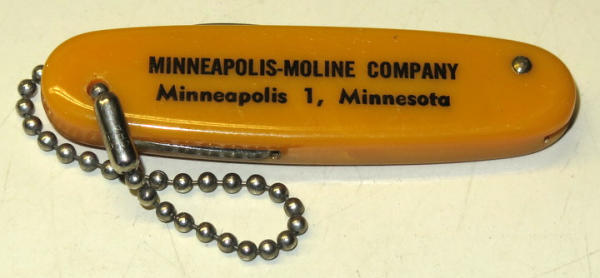 MINNEAPOLIS-MOLINE COMPANY
Minneapolis 1, Minnesota